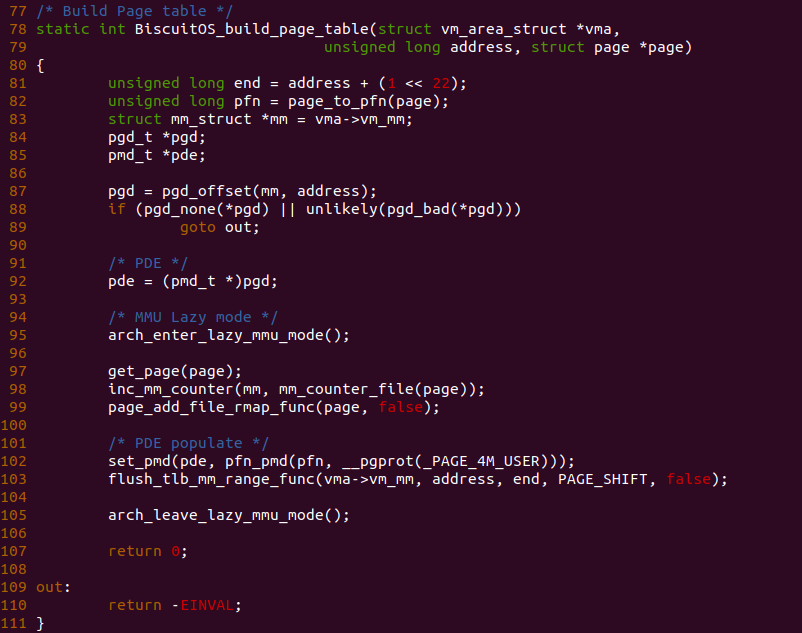 77 /* Build Page table */
78 static int BiscuitOS_build_page_table(struct vm_area_struct *vma,
79                                 unsigned long address, struct page *page)
80 {
81         unsigned long end = address + (1 << 22);
82         unsigned long pfn = page_to_pfn(page);
83         struct mm_struct *mm = vma->vm_mm;
84         pgd_t *pgd;
85         pmd_t *pde;
86
87         pgd = pgd_offset(mm, address);
88         if (pgd_none(*pgd) || unlikely(pgd_bad(*pgd)))
89                 goto out;
90
91         /* PDE */
92         pde = (pmd_t *)pgd;
93
94         /* MMU Lazy mode */
95         arch_enter_lazy_mmu_mode();
96
97         get_page(page);
98         inc_mm_counter(mm, mm_counter_file(page));
99         page_add_file_rmap_func(page, false);
100
101         /* PDE populate */
102         set_pmd(pde, pfn_pmd(pfn, __pgprot(_PAGE_4M_USER)));
103         flush_tlb_mm_range_func(vma->vm_mm, address, end, PAGE_SHIFT, false);
104
105         arch_leave_lazy_mmu_mode();
106
107         return 0;
108
109 out:
110         return -EINVAL;
111 }